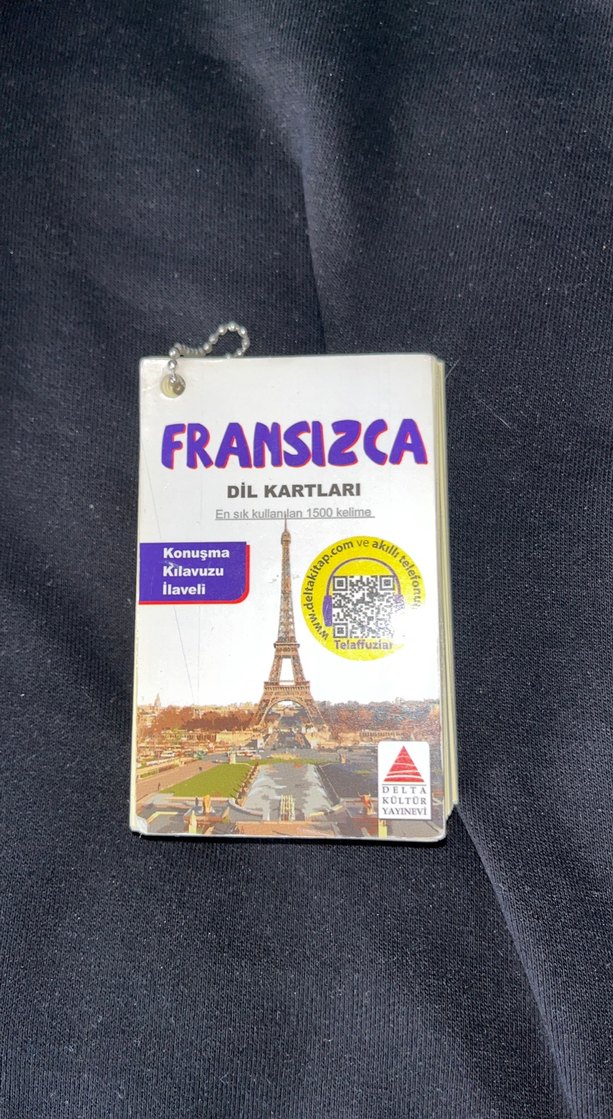 FRANSIZCA
DİL KARTLARI
En sık kullanılan 1500 kelime
Konuşma
Kılavuzu
İlaveli
www.deltakitap.com ve akıllı telefonun
Telaffuzlar
DELTA
KÜLTÜR
YAYINEVİ